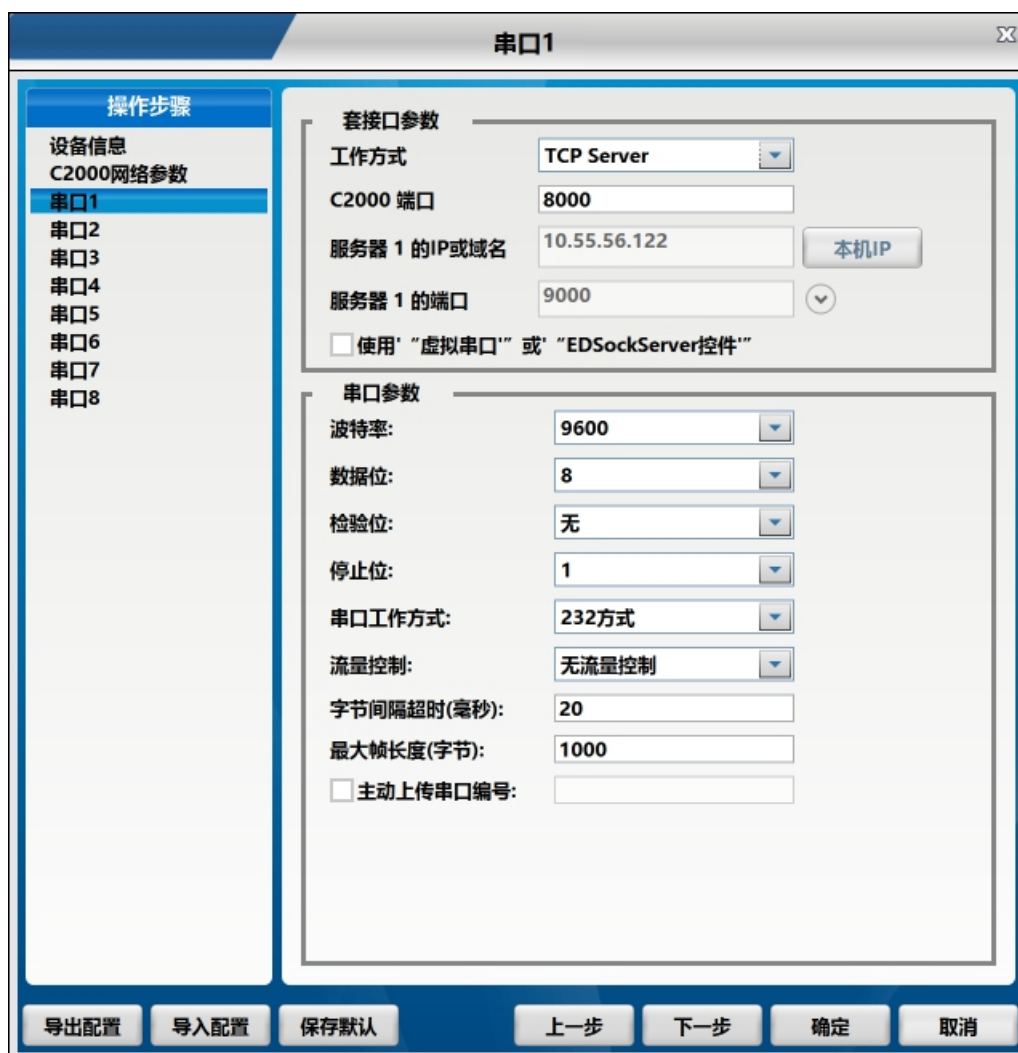 串口1
操作步骤
设备信息
C2000网络参数
串口1
串口2
串口3
串口4
串口5
串口6
串口7
串口8
套接口参数
工作方式 TCP Server
C2000 端口 8000
服务器 1 的IP或域名 10.55.56.122 本机IP
服务器 1 的端口 9000
使用' “虚拟串口'” 或' “EDSockServer控件'”
串口参数
波特率: 9600
数据位: 8
检验位: 无
停止位: 1
串口工作方式: 232方式
流量控制: 无流量控制
字节间隔超时(毫秒): 20
最大帧长度(字节): 1000
主动上传串口编号:
导出配置 导入配置 保存默认 上一步 下一步 确定 取消